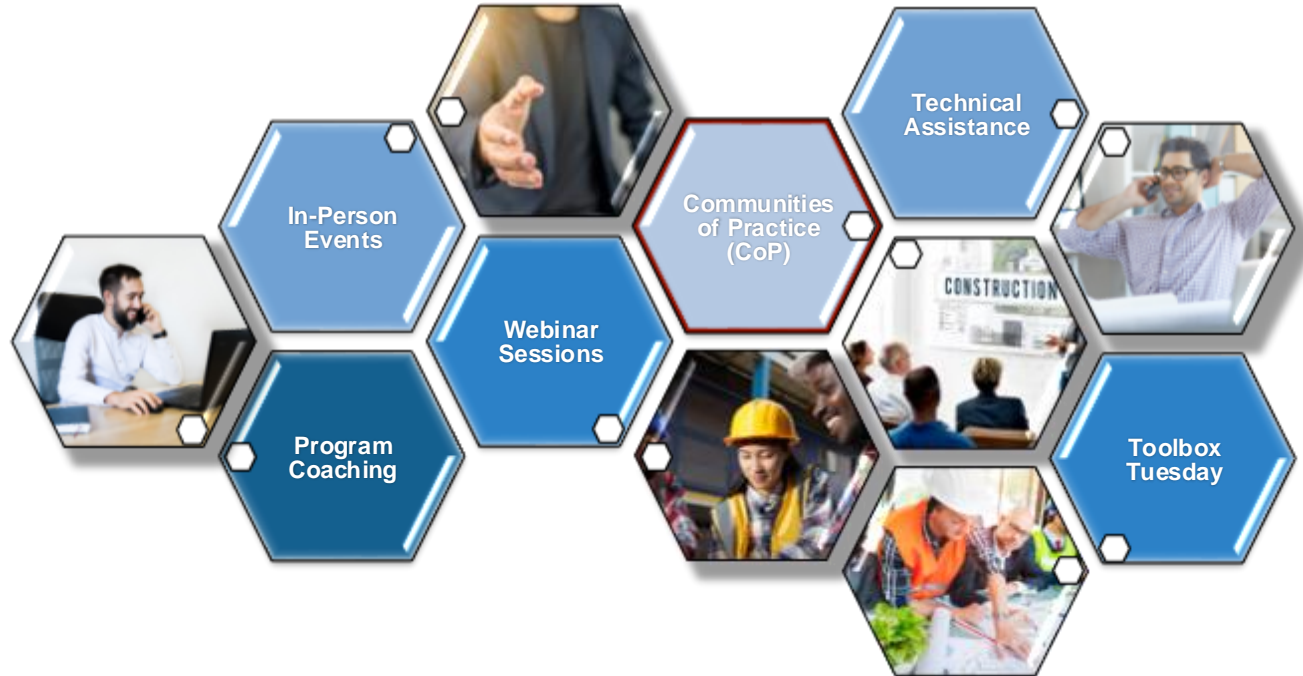 In-Person
Events
Program
Coaching
Webinar
Sessions
Communities
of Practice
(CoP)
Technical
Assistance
CONSTRUCTION
Toolbox
Tuesday